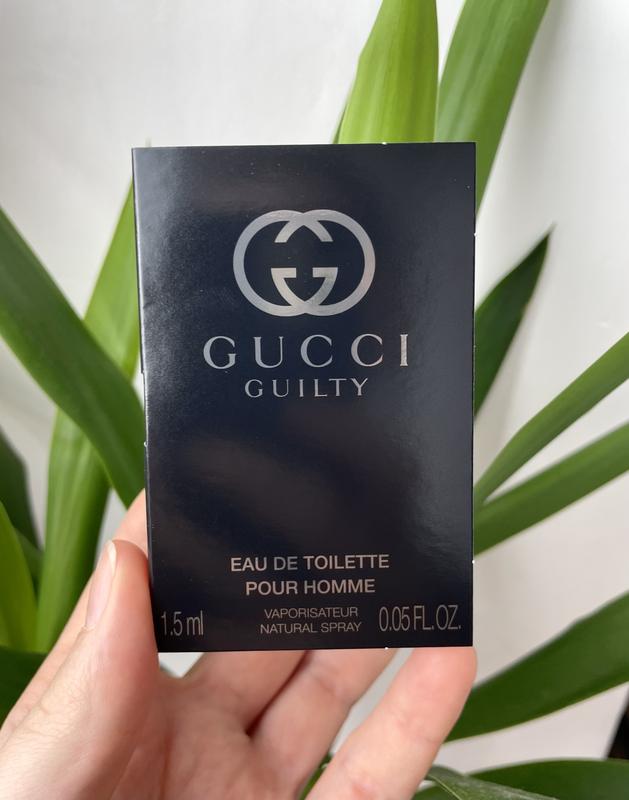 GUCCI
GUILTY
EAU DE TOILETTE
POUR HOMME
1.5 ml
VAPORISATEUR
NATURAL SPRAY
0.05 FL.OZ.